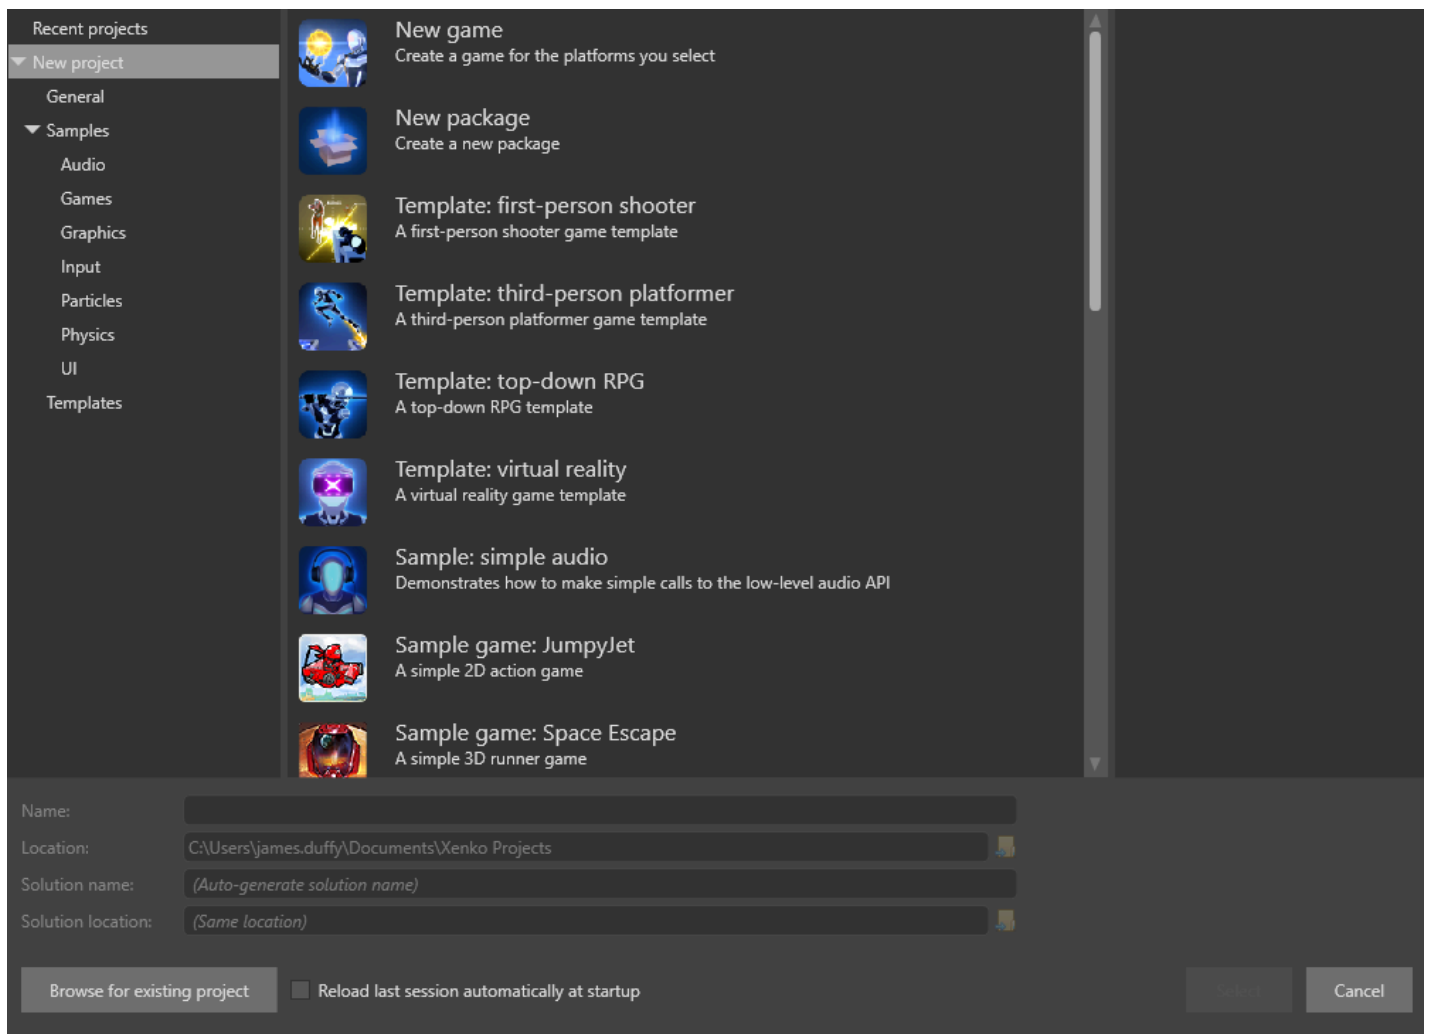 Recent projects
New project
General
Samples
Audio
Games
Graphics
Input
Particles
Physics
UI
Templates
New game
Create a game for the platforms you select
New package
Create a new package
Template: first-person shooter
A first-person shooter game template
Template: third-person platformer
A third-person platformer game template
Template: top-down RPG
A top-down RPG template
Template: virtual reality
A virtual reality game template
Sample: simple audio
Demonstrates how to make simple calls to the low-level audio API
Sample game: JumpyJet
A simple 2D action game
Sample game: Space Escape
A simple 3D runner game
Name:
Location: C:\Users\james.duffy\Documents\Xenko Projects
Solution name: (Auto-generate solution name)
Solution location: (Same location)
Browse for existing project Reload last session automatically at startup Select Cancel